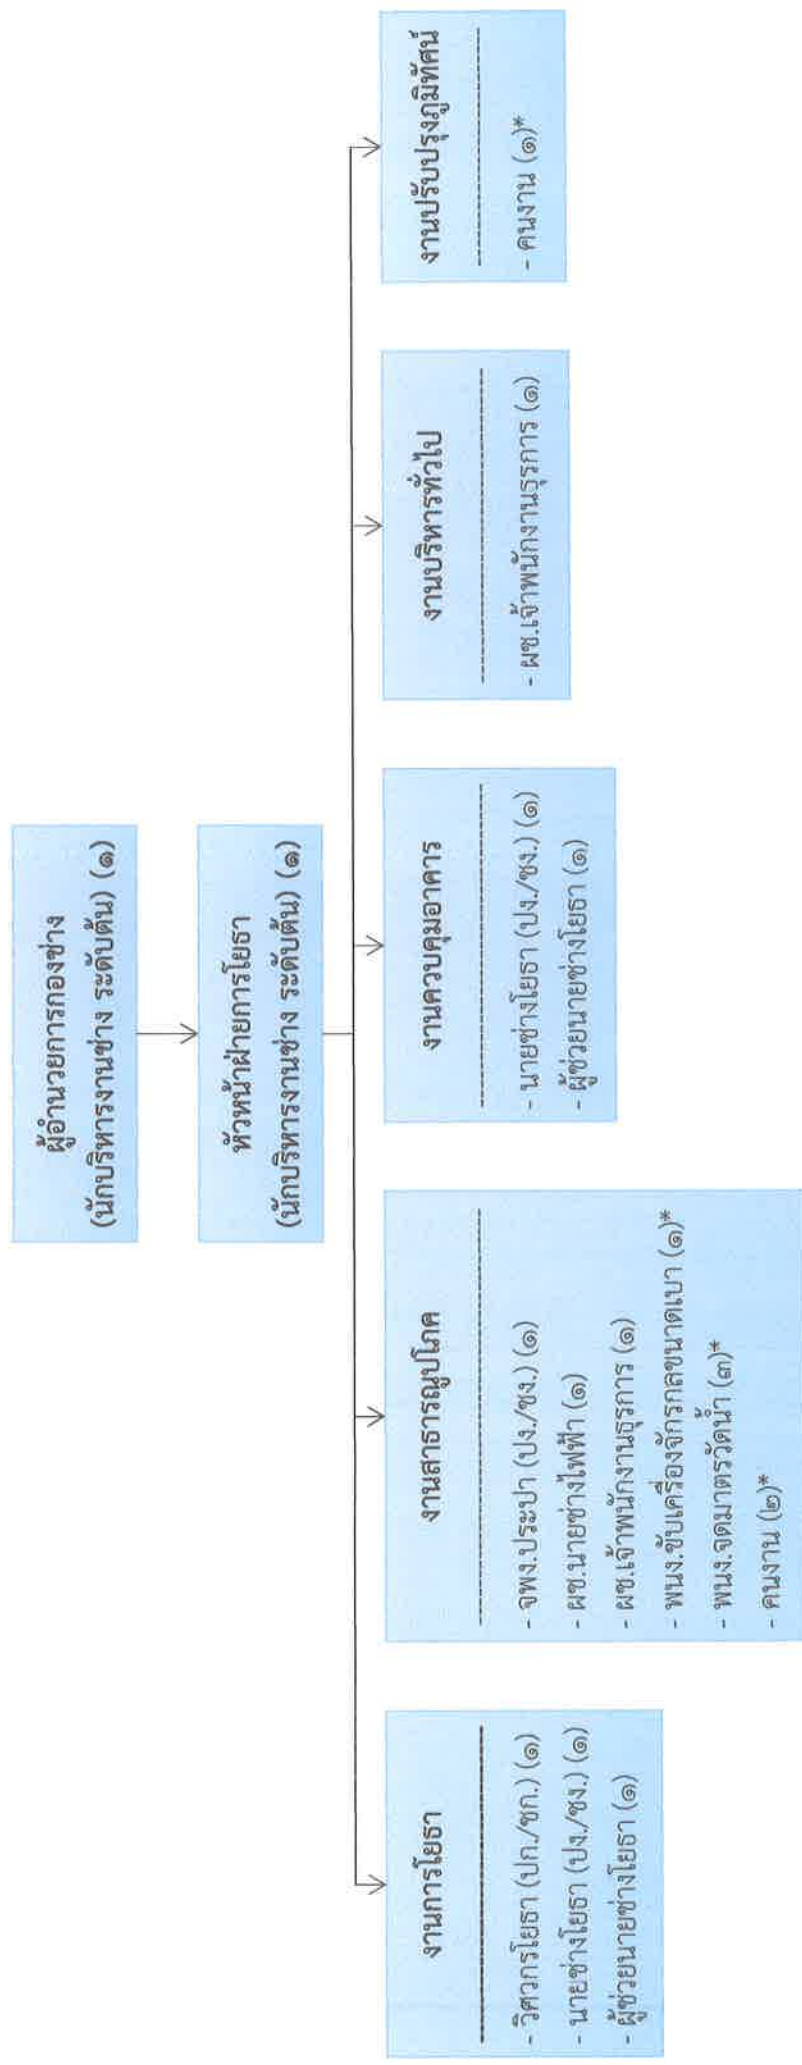 ผู้อำนวยการกองช่าง
(นักบริหารงานช่าง ระดับต้น) (๑)
หัวหน้าฝ่ายการโยธา
(นักบริหารงานช่าง ระดับต้น) (๑)
งานการโยธา
- วิศวกรโยธา (ปก./ชก.) (๑)
- นายช่างโยธา (ปง./ชง.) (๑)
- ผู้ช่วยนายช่างโยธา (๑)
งานสาธารณูปโภค
- จพง.ประปา (ปง./ชง.) (๑)
- ผช.นายช่างไฟฟ้า (๑)
- ผช.เจ้าพนักงานธุรการ (๑)
- พนง.ขับเครื่องจักรกลขนาดเบา (๑)*
- พนง.จดมาตรวัดน้ำ (๓)*
- คนงาน (๒)*
งานควบคุมอาคาร
- นายช่างโยธา (ปง./ชง.) (๑)
- ผู้ช่วยนายช่างโยธา (๑)
งานบริหารทั่วไป
- ผช.เจ้าพนักงานธุรการ (๑)
งานปรับปรุงภูมิทัศน์
- คนงาน (๑)*